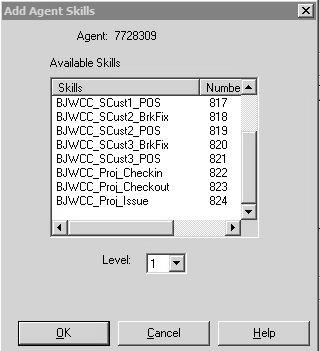 Add Agent Skills
Agent: 7728309
Available Skills
Skills Numbe
BJWCC_SCust1_POS 817
BJWCC_SCust2_BrkFix 818
BJWCC_SCust2_POS 819
BJWCC_SCust3_BrkFix 820
BJWCC_SCust3_POS 821
BJWCC_Proj_Checkin 822
BJWCC_Proj_Checkout 823
BJWCC_Proj_Issue 824
Level: 1
OK Cancel Help